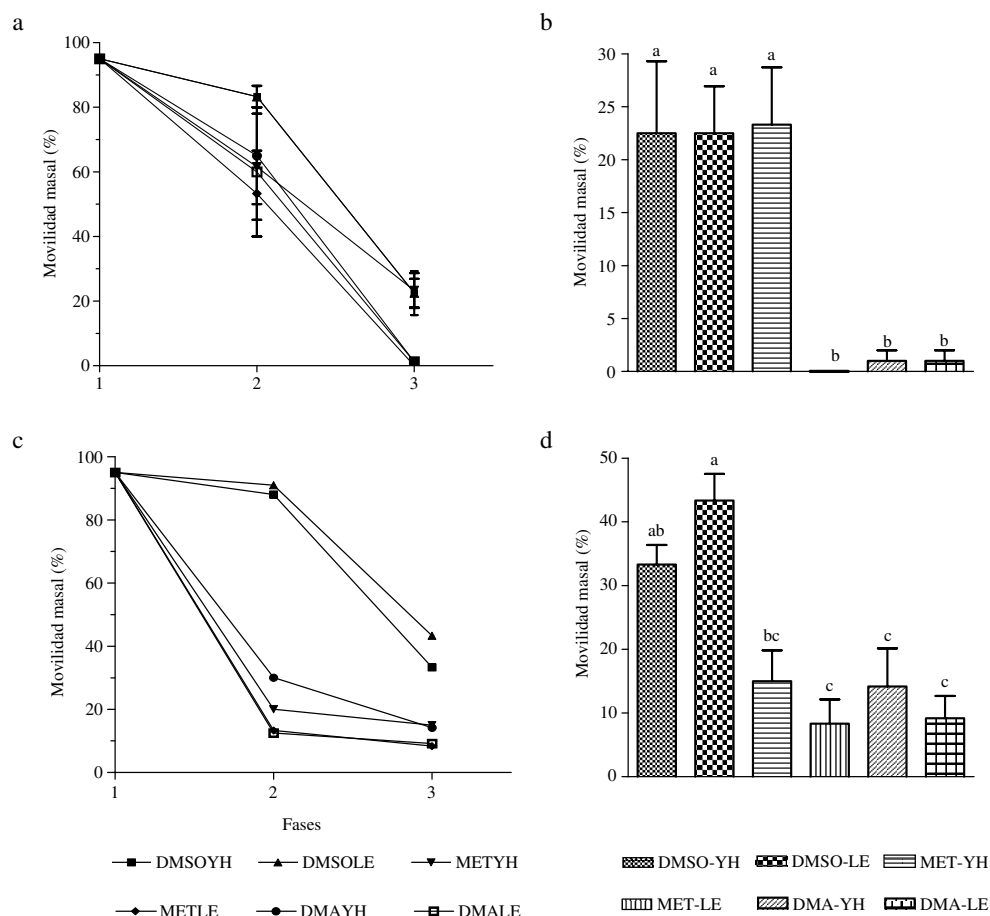 a
100
80
60
40
20
0
Movilidad masal (%)
1 2 3
b
30
25
20
15
10
5
0
Movilidad masal (%)
a a a b b b
c
100
80
60
40
20
0
Movilidad masal (%)
1 2 3
Fases
d
50
40
30
20
10
0
Movilidad masal (%)
ab a bc c c c
DMSOYH DMSOLE METYH
METLE DMAYH DMALE
DMSO-YH DMSO-LE MET-YH
MET-LE DMA-YH DMA-LE